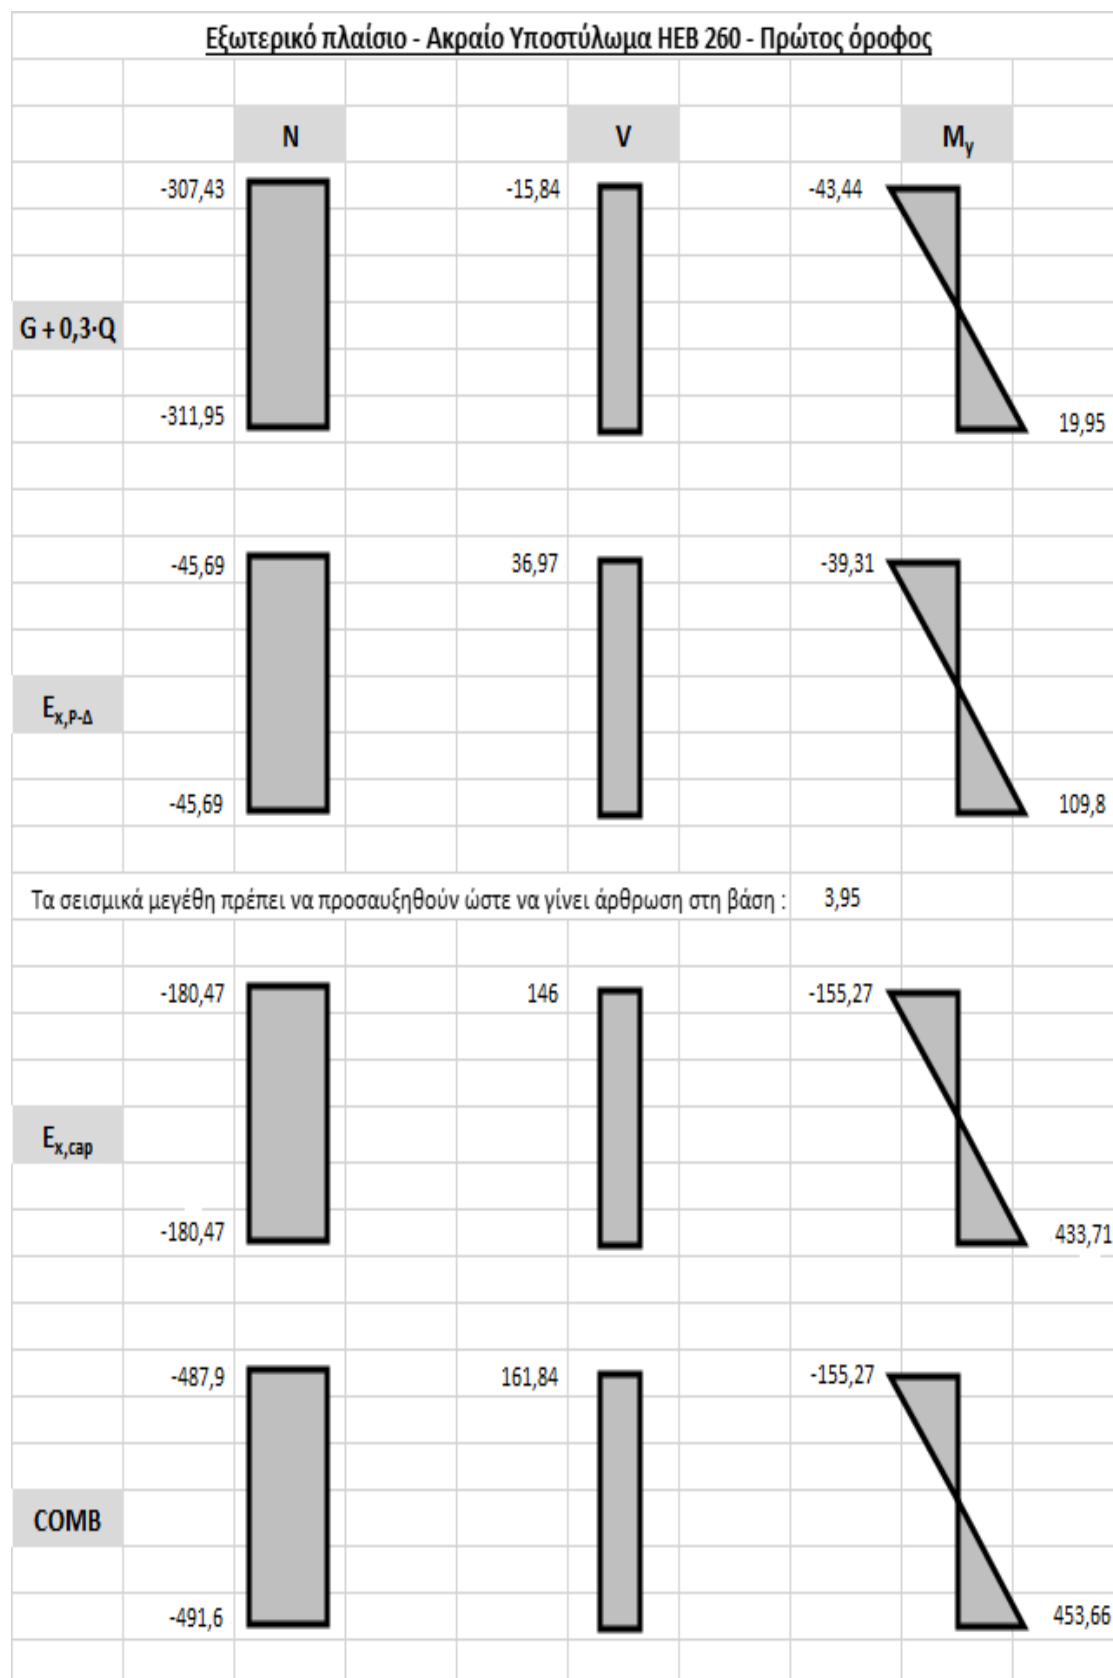 Εξωτερικό πλαίσιο - Ακραίο Υποστύλωμα HEB 260 - Πρώτος όροφος
N V My
-307,43 -15,84 -43,44
G + 0,3·Q
-311,95 19,95
-45,69 36,97 -39,31
Ex,P-Δ
-45,69 109,8
Τα σεισμικά μεγέθη πρέπει να προσαυξηθούν ώστε να γίνει άρθρωση στη βάση : 3,95
-180,47 146 -155,27
Ex,cap
-180,47 433,71
-487,9 161,84 -155,27
COMB
-491,6 453,66